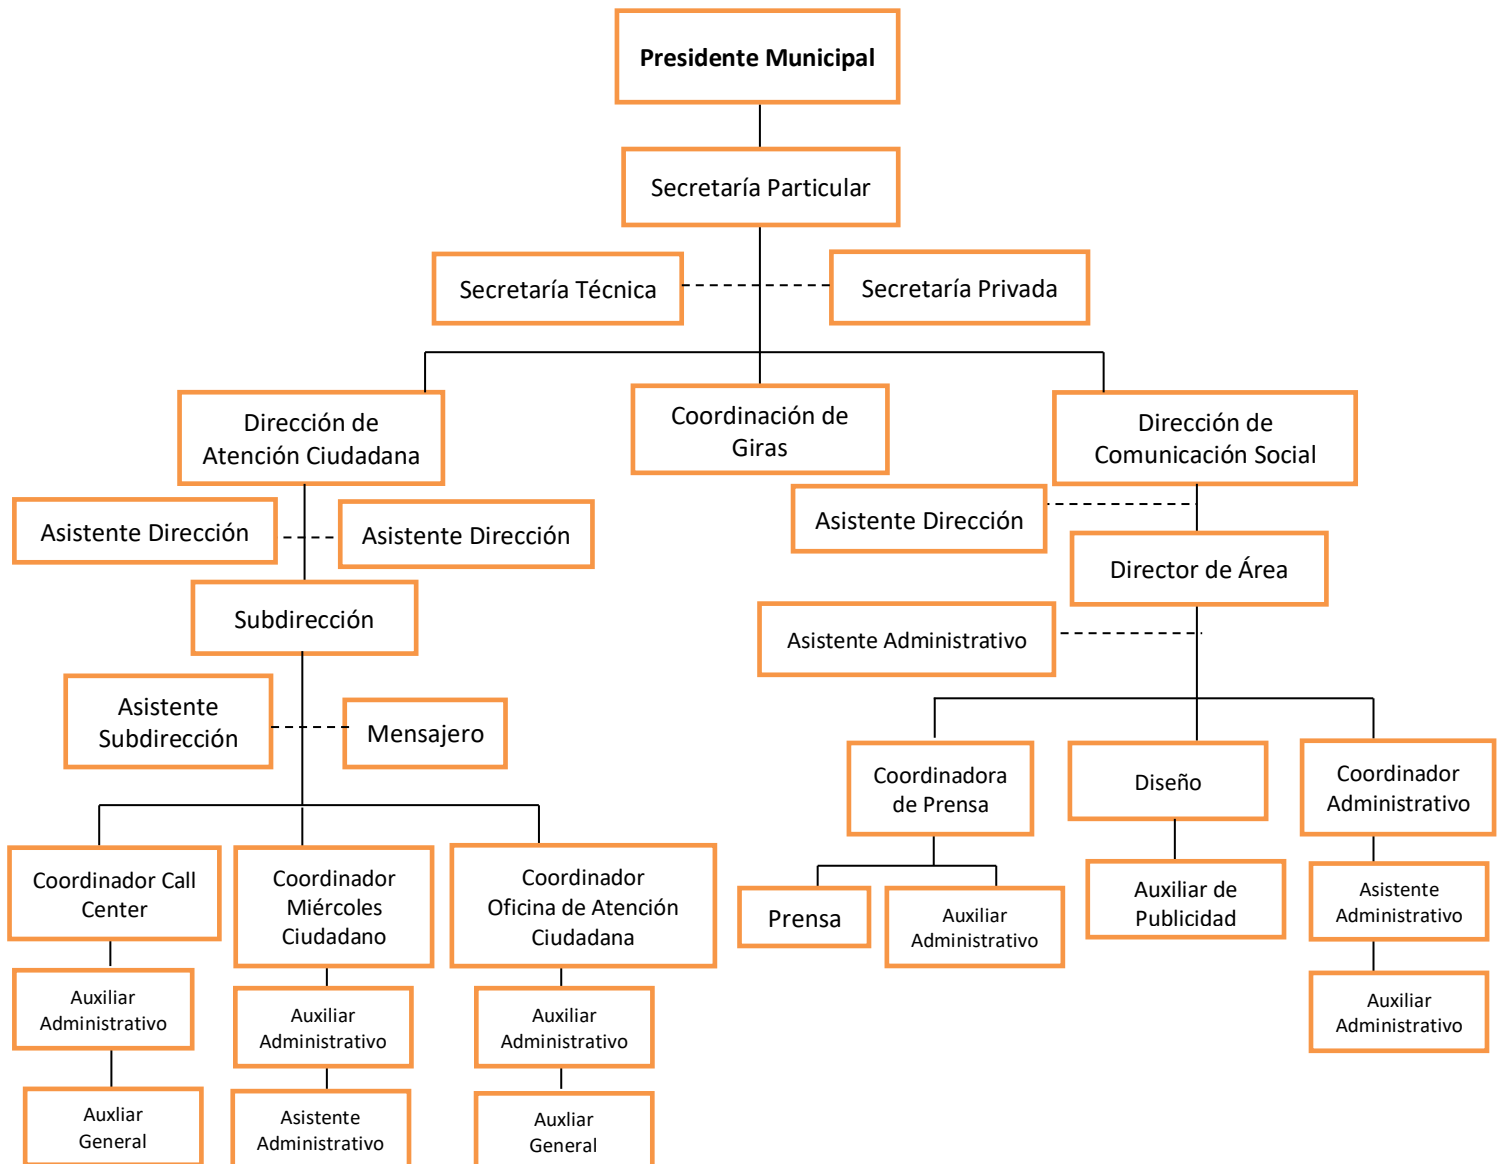 Presidente Municipal
Secretaría Particular
Secretaría Técnica
Secretaría Privada
Dirección de
Atención Ciudadana
Coordinación de
Giras
Dirección de
Comunicación Social
Asistente Dirección
Asistente Dirección
Asistente Dirección
Director de Área
Subdirección
Asistente Administrativo
Asistente
Subdirección
Mensajero
Coordinadora
de Prensa
Diseño
Coordinador
Administrativo
Coordinador Call
Center
Coordinador
Miércoles
Ciudadano
Coordinador
Oficina de Atención
Ciudadana
Prensa
Auxiliar
Administrativo
Auxiliar de
Publicidad
Asistente
Administrativo
Auxiliar
Administrativo
Auxiliar
Administrativo
Auxiliar
Administrativo
Auxiliar
Administrativo
Auxliar
General
Asistente
Administrativo
Auxliar
General